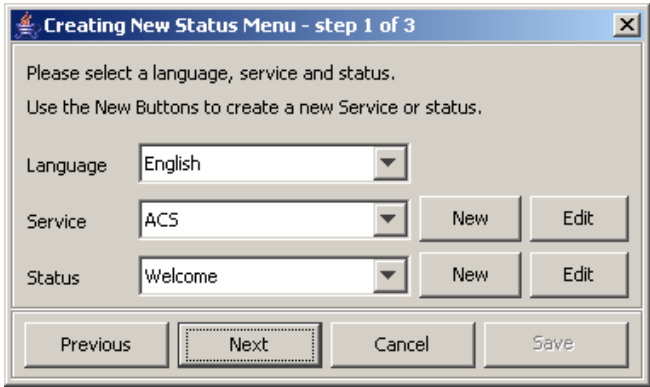 Creating New Status Menu - step 1 of 3
Please select a language, service and status.
Use the New Buttons to create a new Service or status.
Language English
Service ACS New Edit
Status Welcome New Edit
Previous Next Cancel Save